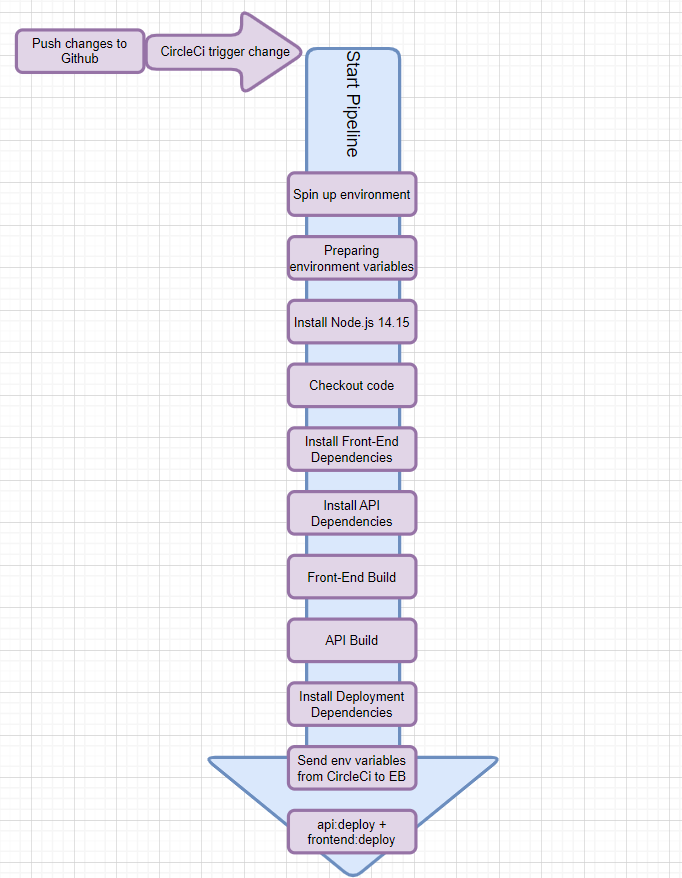 Push changes to
Github
CircleCi trigger change
Start Pipeline
Spin up environment
Preparing
environment variables
Install Node.js 14.15
Checkout code
Install Front-End
Dependencies
Install API
Dependencies
Front-End Build
API Build
Install Deployment
Dependencies
Send env variables
from CircleCi to EB
api:deploy +
frontend:deploy